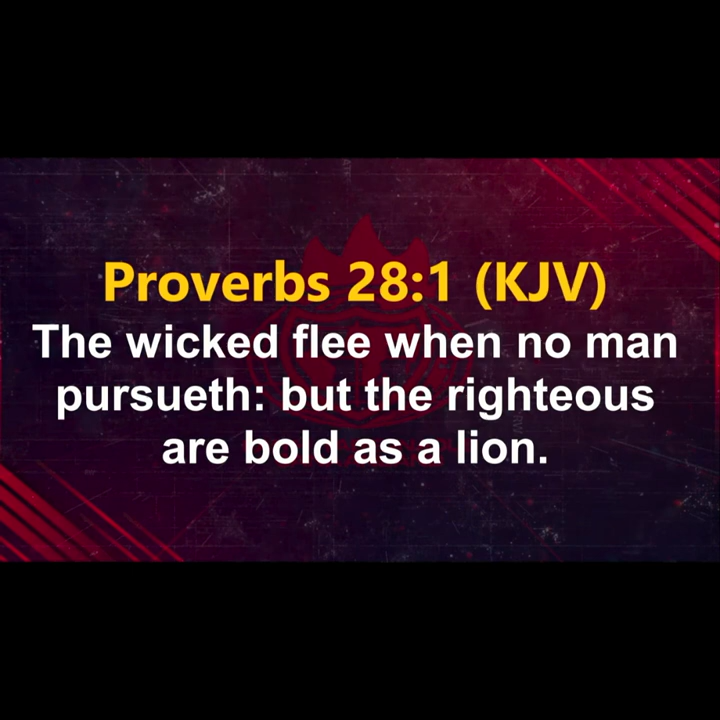 Proverbs 28:1 (KJV)
The wicked flee when no man
pursueth: but the righteous
are bold as a lion.